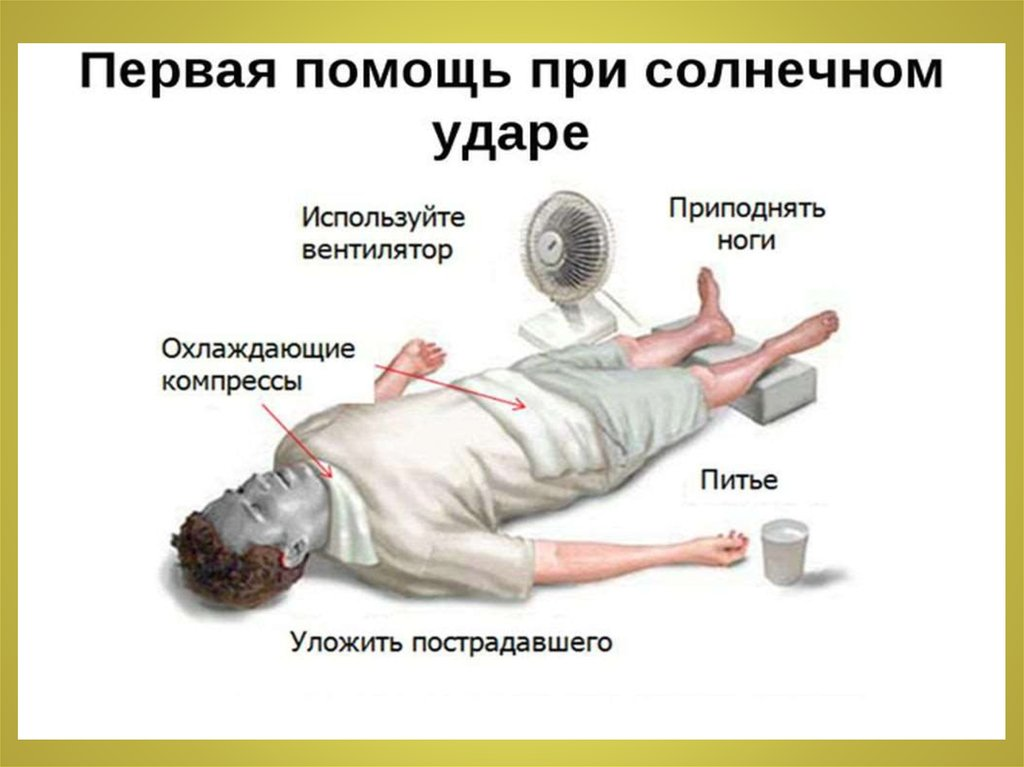 Первая помощь при солнечном
ударе
Используйте
вентилятор
Приподнять
ноги
Охлаждающие
компрессы
Питье
Уложить пострадавшего